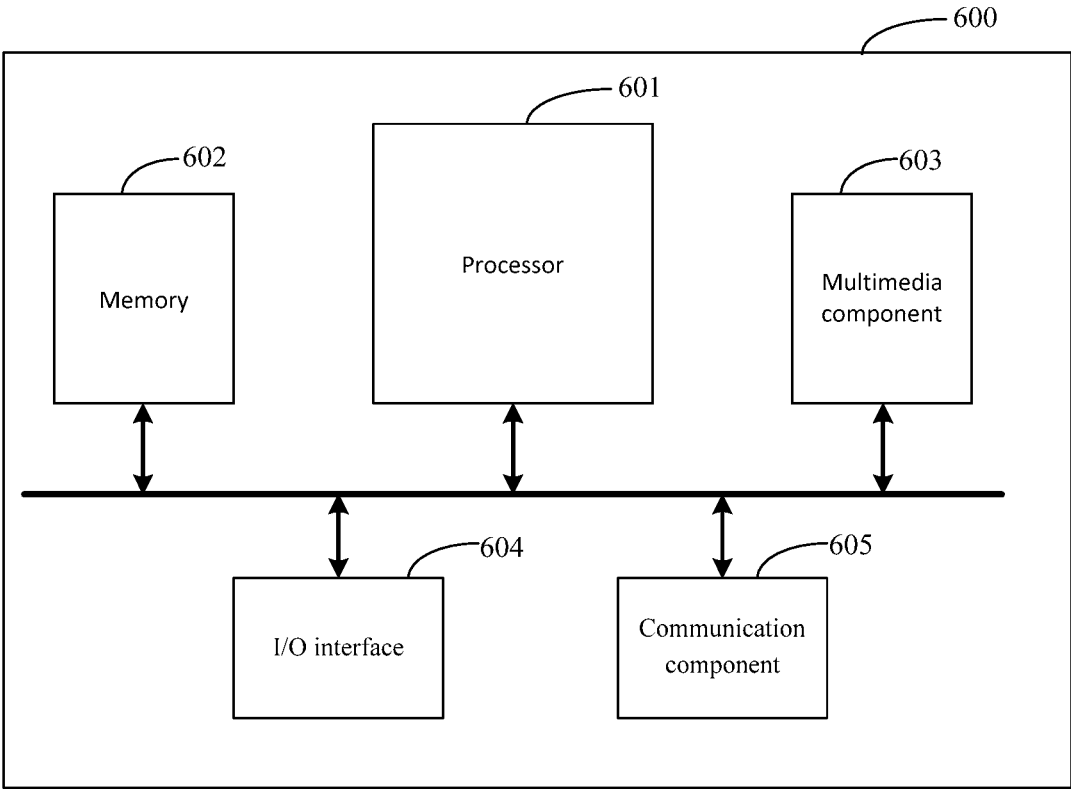 600
601
602
603
Processor
Memory
Multimedia
component
604
605
I/O interface
Communication
component